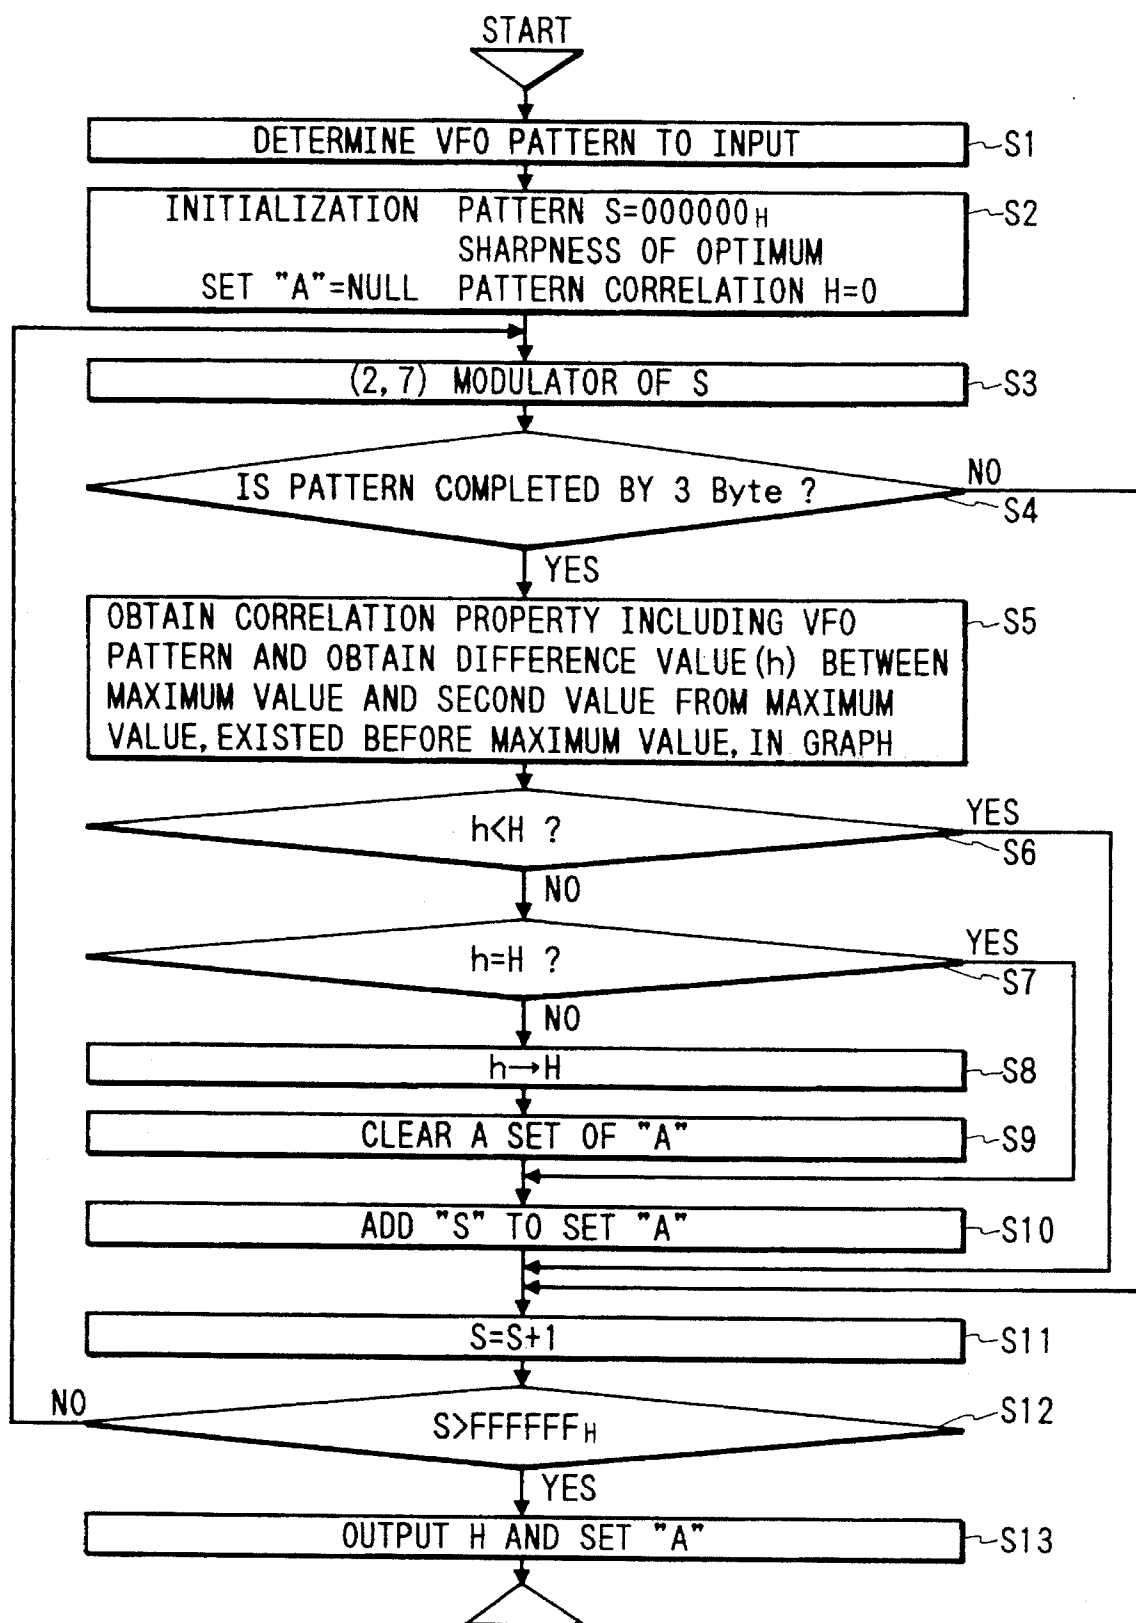 START
DETERMINE VFO PATTERN TO INPUT
S1
INITIALIZATION PATTERN S=000000H
S2
SHARPNESS OF OPTIMUM
SET "A"=NULL PATTERN CORRELATION H=0
(2,7) MODULATOR OF S
S3
IS PATTERN COMPLETED BY 3 Byte ?
NO
S4
YES
OBTAIN CORRELATION PROPERTY INCLUDING VFO
S5
PATTERN AND OBTAIN DIFFERENCE VALUE(h) BETWEEN
MAXIMUM VALUE AND SECOND VALUE FROM MAXIMUM
VALUE, EXISTED BEFORE MAXIMUM VALUE, IN GRAPH
h<H ?
YES
S6
NO
h=H ?
YES
S7
NO
h→H
S8
CLEAR A SET OF "A"
S9
ADD "S" TO SET "A"
S10
S=S+1
S11
NO
S>FFFFFFH
S12
YES
OUTPUT H AND SET "A"
S13